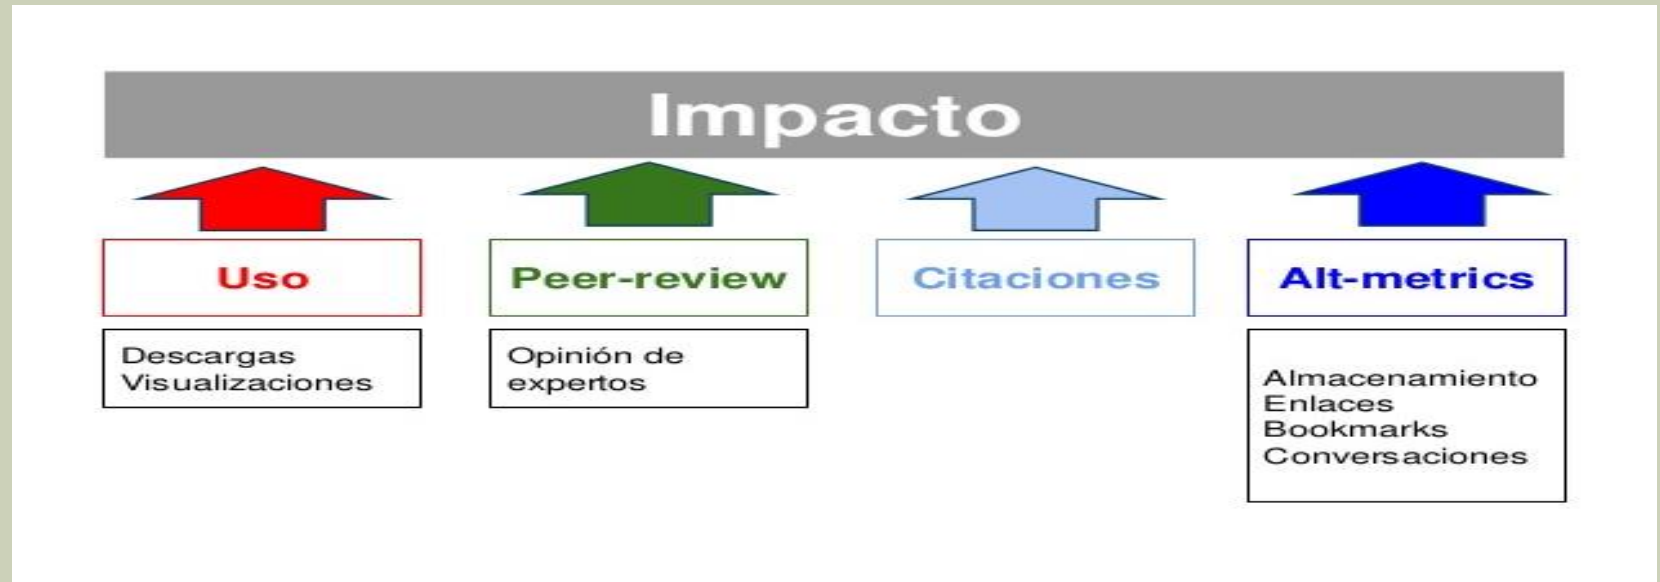 Impacto
Uso
Peer-review
Citaciones
Alt-metrics
Descargas
Visualizaciones
Opinión de
expertos
Almacenamiento
Enlaces
Bookmarks
Conversaciones